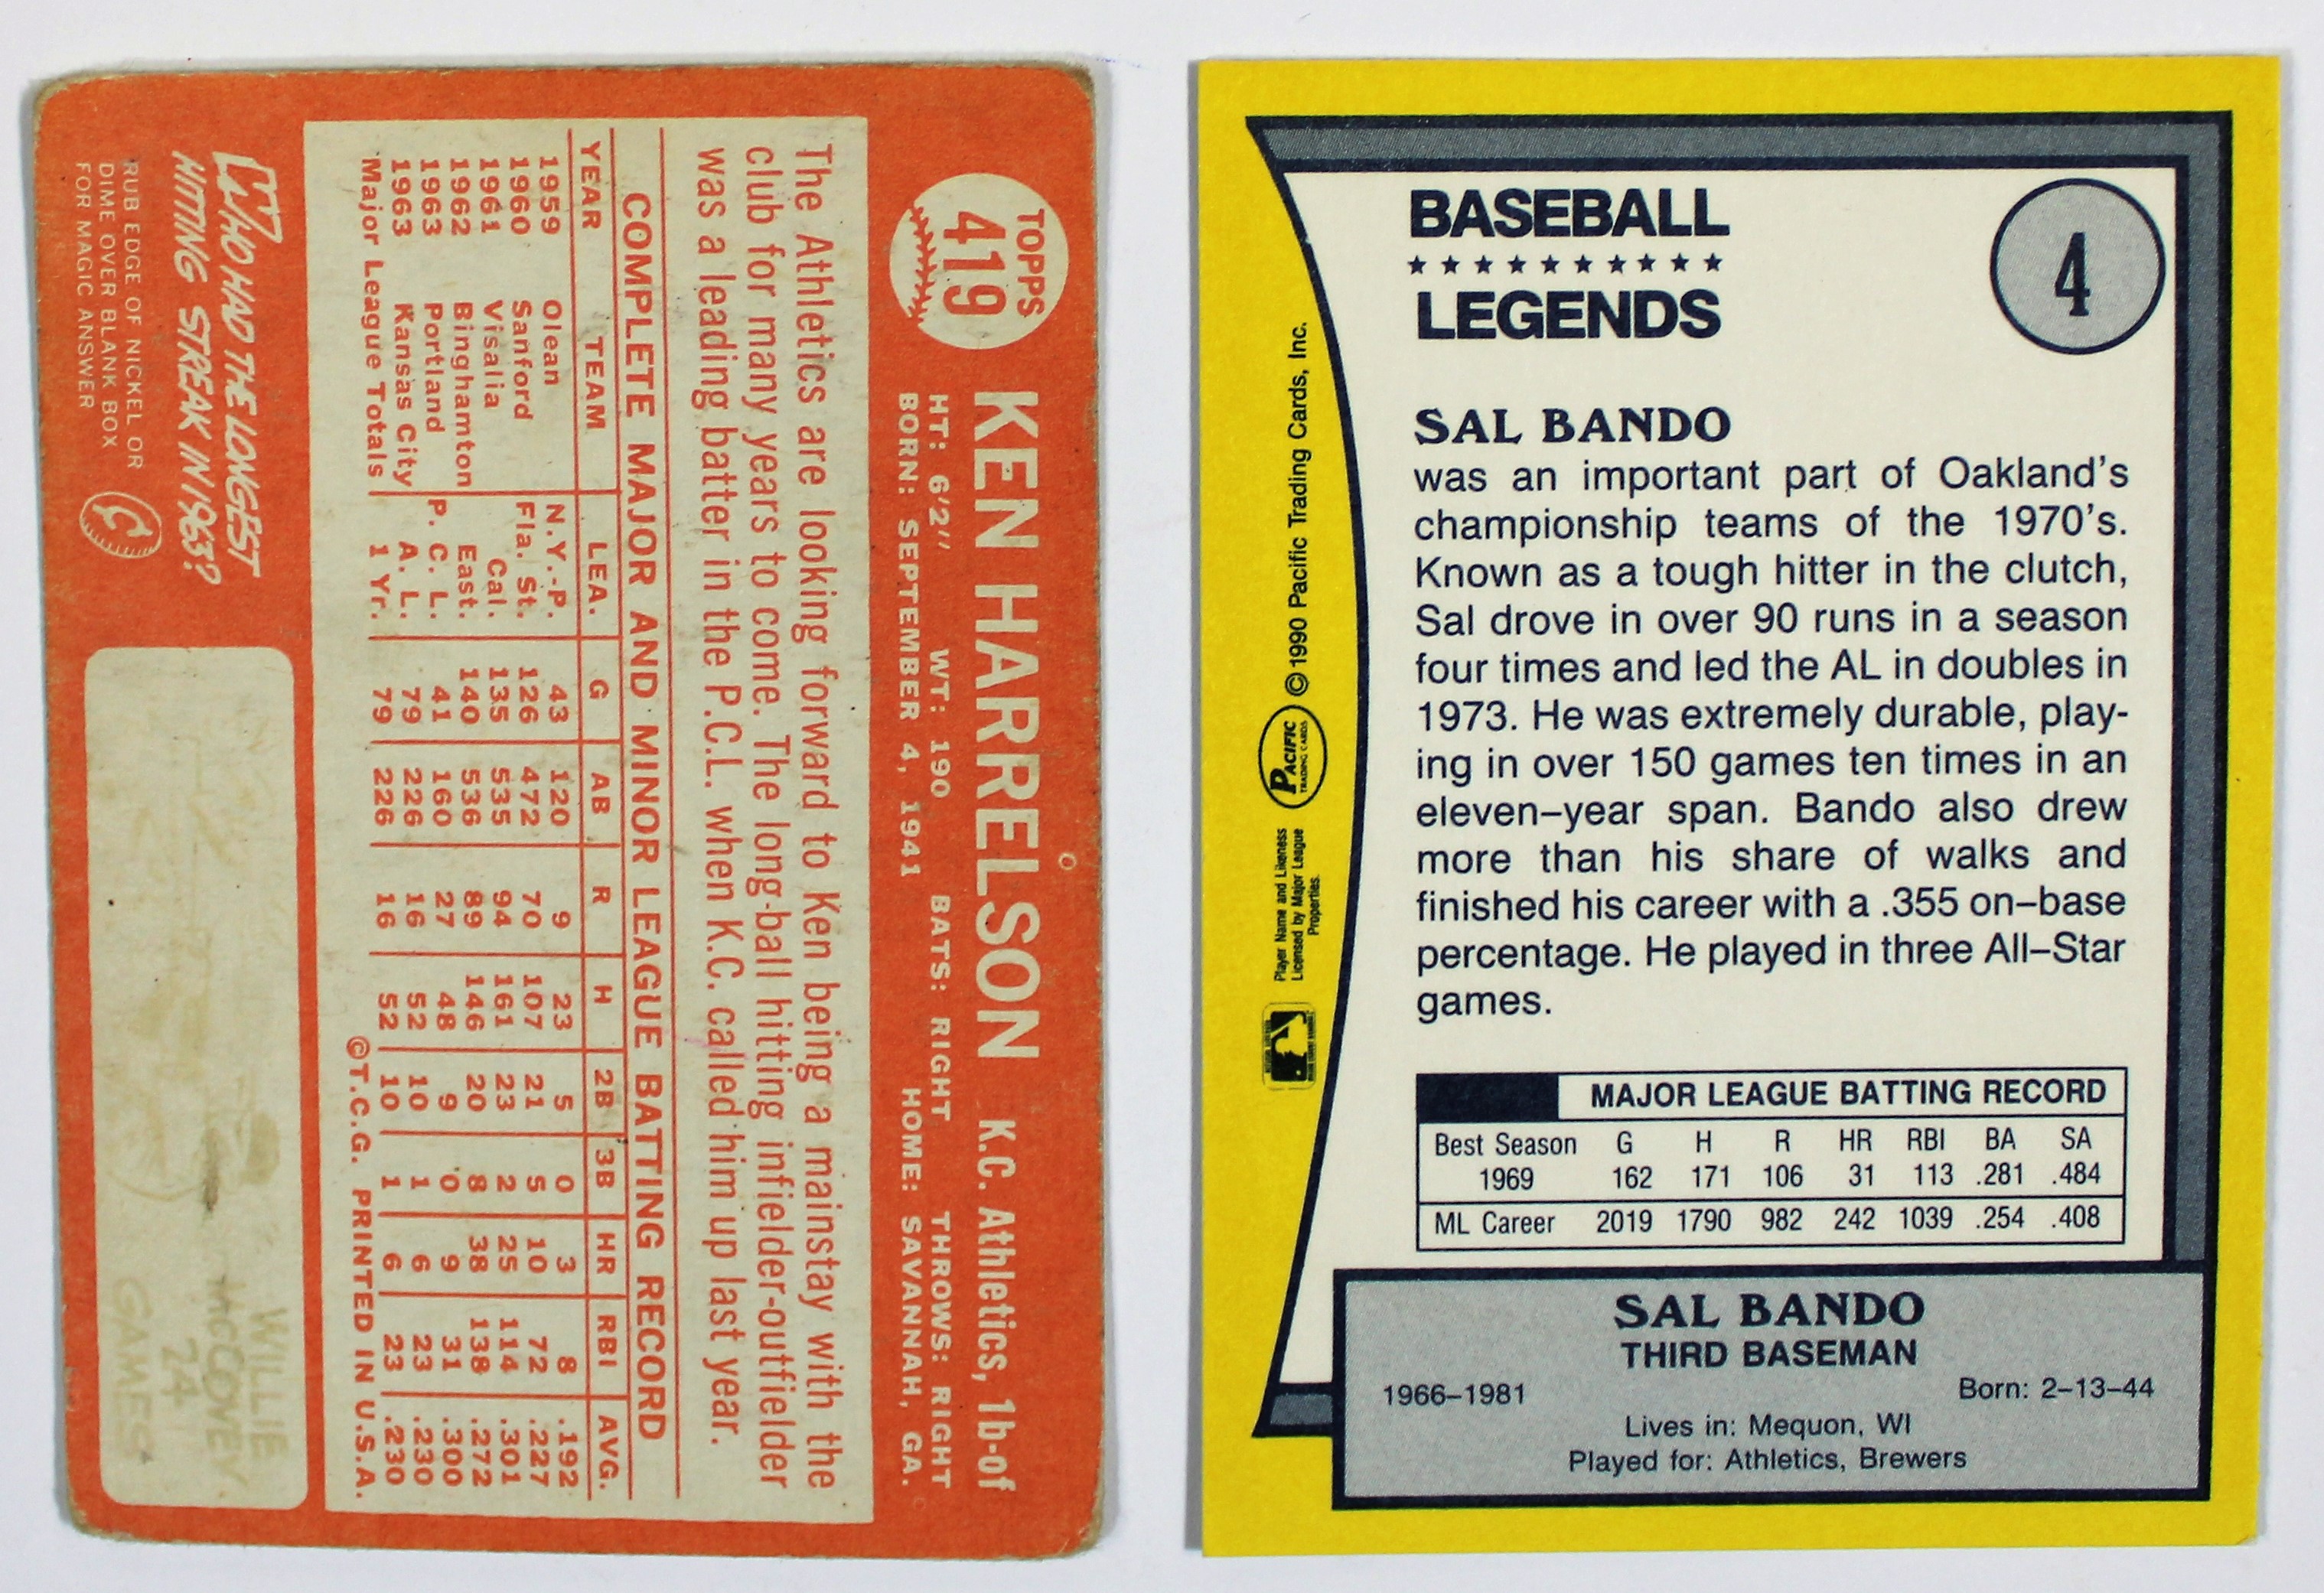 TOPPS
419
KEN HARRELSON K.C. Athletics, 1b-of
HT: 6'2" WT: 190 BATS: RIGHT THROWS: RIGHT
BORN: SEPTEMBER 4, 1941 HOME: SAVANNAH, GA.
The Athletics are looking forward to Ken being a mainstay with the
club for many years to come. The long-ball hitting infielder-outfielder
was a leading batter in the P.C.L. when K.C. called him up last year.
COMPLETE MAJOR AND MINOR LEAGUE BATTING RECORD
YEAR TEAM LEA. G AB R H 2B 3B HR RBI AVG.
1959 Olean N.Y.-P. 43 120 9 23 5 0 3 8 .192
1960 Sanford Fla. St. 126 472 70 107 21 5 10 72 .227
1961 Visalia Cal. 135 535 94 161 23 2 25 114 .301
1962 Binghamton East. 140 536 89 146 20 8 38 138 .272
1963 Portland P. C. L. 41 160 27 48 9 0 9 31 .300
1963 Kansas City A. L. 79 226 16 52 10 1 6 23 .230
Major League Totals 1 Yr. 79 226 16 52 10 1 6 23 .230
©T.C.G. PRINTED IN U.S.A.
WHO HAD THE LONGEST
HITTING STREAK IN 1963?
RUB EDGE OF NICKEL OR
DIME OVER BLANK BOX
FOR MAGIC ANSWER
WILLIE
McCOVEY
24
GAMES
4
BASEBALL
LEGENDS
SAL BANDO
was an important part of Oakland's
championship teams of the 1970's.
Known as a tough hitter in the clutch,
Sal drove in over 90 runs in a season
four times and led the AL in doubles in
1973. He was extremely durable, play-
ing in over 150 games ten times in an
eleven-year span. Bando also drew
more than his share of walks and
finished his career with a .355 on-base
percentage. He played in three All-Star
games.
MAJOR LEAGUE BATTING RECORD
Best Season G H R HR RBI BA SA
1969 162 171 106 31 113 .281 .484
ML Career 2019 1790 982 242 1039 .254 .408
SAL BANDO
THIRD BASEMAN
1966-1981 Born: 2-13-44
Lives in: Mequon, WI
Played for: Athletics, Brewers
©1990 Pacific Trading Cards, Inc.
PACIFIC
TRADING CARDS
Player Name and Likeness
Licensed by Major League
Properties.